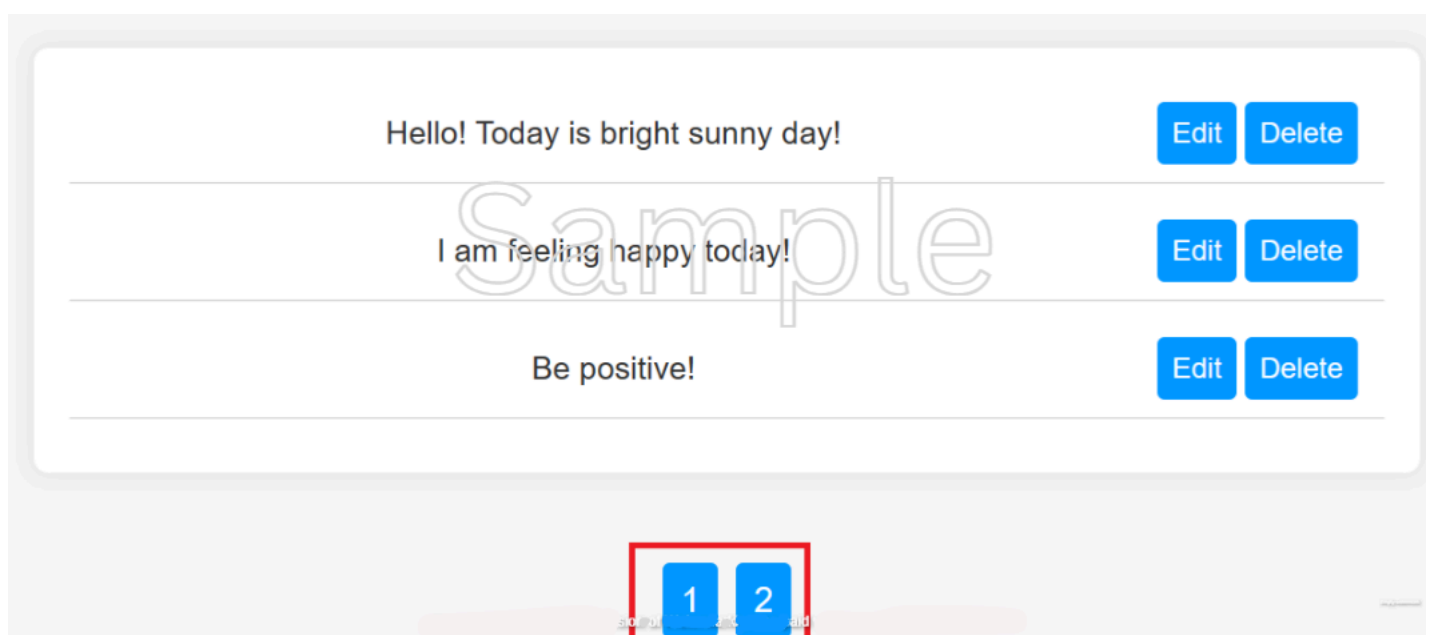 Hello! Today is bright sunny day! Edit Delete
Sample
I am feeling happy today! Edit Delete
Be positive! Edit Delete
1 2